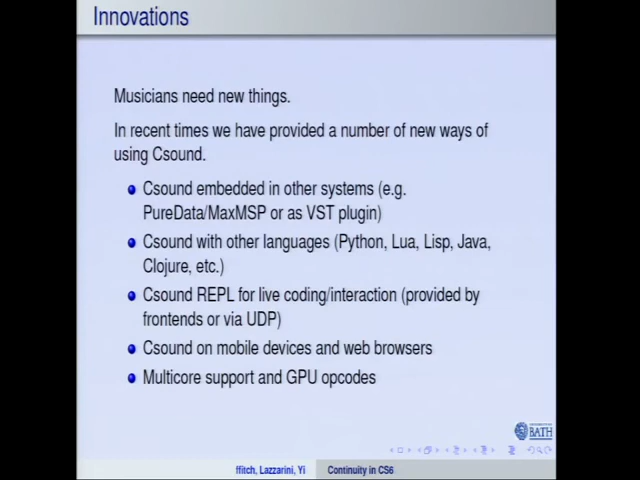 Innovations
Musicians need new things.
In recent times we have provided a number of new ways of
using Csound.
Csound embedded in other systems (e.g.
PureData/MaxMSP or as VST plugin)
Csound with other languages (Python, Lua, Lisp, Java,
Clojure, etc.)
Csound REPL for live coding/interaction (provided by
frontends or via UDP)
Csound on mobile devices and web browsers
Multicore support and GPU opcodes
BATH
ffitch, Lazzarini, Yi
Continuity in CS6